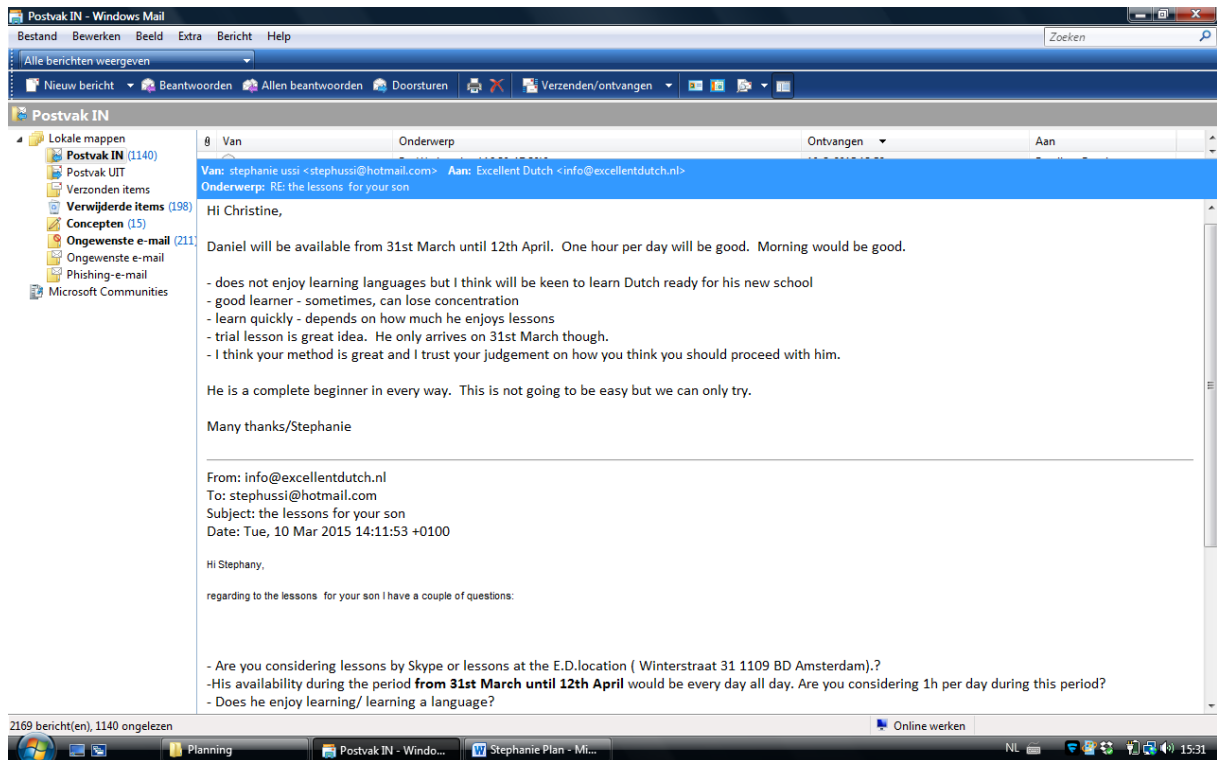 Postvak IN - Windows Mail
Bestand Bewerken Beeld Extra Bericht Help
Zoeken
Alle berichten weergeven
Nieuw bericht Beantwoorden Allen beantwoorden Doorsturen Verzenden/ontvangen
Postvak IN
Lokale mappen
Postvak IN (1140)
Postvak UIT
Verzonden items
Verwijderde items (198)
Concepten (15)
Ongewenste e-mail (211)
Ongewenste e-mail
Phishing-e-mail
Microsoft Communities
Van Onderwerp Ontvangen Aan
Van: stephanie ussi <stephussi@hotmail.com> Aan: Excellent Dutch <info@excellentdutch.nl>
Onderwerp: RE: the lessons for your son
Hi Christine,
Daniel will be available from 31st March until 12th April. One hour per day will be good. Morning would be good.
- does not enjoy learning languages but I think will be keen to learn Dutch ready for his new school
- good learner - sometimes, can lose concentration
- learn quickly - depends on how much he enjoys lessons
- trial lesson is great idea. He only arrives on 31st March though.
- I think your method is great and I trust your judgement on how you think you should proceed with him.
He is a complete beginner in every way. This is not going to be easy but we can only try.
Many thanks/Stephanie
From: info@excellentdutch.nl
To: stephussi@hotmail.com
Subject: the lessons for your son
Date: Tue, 10 Mar 2015 14:11:53 +0100
Hi Stephany,
regarding to the lessons for your son I have a couple of questions:
- Are you considering lessons by Skype or lessons at the E.D.location ( Winterstraat 31 1109 BD Amsterdam).?
-His availability during the period from 31st March until 12th April would be every day all day. Are you considering 1h per day during this period?
- Does he enjoy learning/ learning a language?
2169 bericht(en), 1140 ongelezen
Online werken
Planning
Postvak IN - Windo...
Stephanie Plan - Mi...
NL
15:31